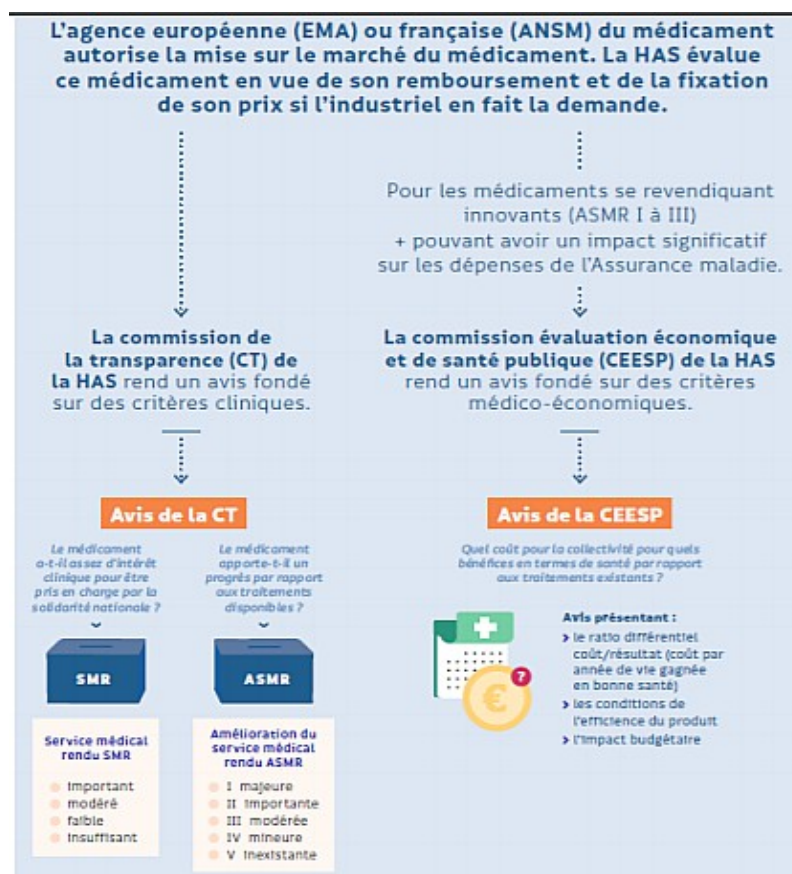 L'agence européenne (EMA) ou française (ANSM) du médicament
autorise la mise sur le marché du médicament. La HAS évalue
ce médicament en vue de son remboursement et de la fixation
de son prix si l'industriel en fait la demande.
Pour les médicaments se revendiquant
innovants (ASMR I à III)
+ pouvant avoir un impact significatif
sur les dépenses de l'Assurance maladie.
La commission de
la transparence (CT) de
la HAS rend un avis fondé
sur des critères cliniques.
La commission évaluation économique
et de santé publique (CEESP) de la HAS
rend un avis fondé sur des critères
médico-économiques.
Avis de la CT
Le médicament
a-t-il assez d'intérêt
clinique pour être
pris en charge par la
solidarité nationale ?
SMR
Service médical
rendu SMR
important
modéré
faible
insuffisant
Le médicament
apporte-t-il un
progrès par rapport
aux traitements
disponibles ?
ASMR
Amélioration du
service médical
rendu ASMR
I majeure
II importante
III modérée
IV mineure
V inexistante
Avis de la CEESP
Quel coût pour la collectivité pour quels
bénéfices en termes de santé par rapport
aux traitements existants ?
€
?
Avis présentant :
> le ratio différentiel
coût/résultat (coût par
année de vie gagnée
en bonne santé)
> les conditions de
l'efficience du produit
> l'impact budgétaire